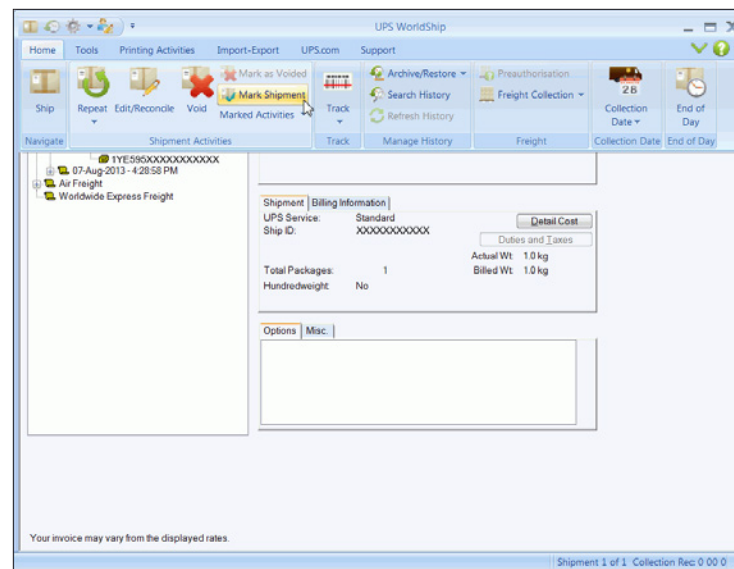 UPS WorldShip
Home Tools Printing Activities Import-Export UPS.com Support
Ship
Repeat
Edit/Reconcile
Void
Mark as Voided
Mark Shipment
Marked Activities
Track
Archive/Restore
Search History
Refresh History
Preauthorisation
Freight Collection
28
Collection
Date
End of
Day
Navigate Shipment Activities Track Manage History Freight Collection Date End of Day
1YE595XXXXXXXXXXXX
07-Aug-2013 - 4:28:58 PM
Air Freight
Worldwide Express Freight
Shipment Billing Information
UPS Service: Standard
Detail Cost
Ship ID: XXXXXXXXXXX
Duties and Taxes
Actual Wt: 1.0 kg
Total Packages: 1
Billed Wt: 1.0 kg
Hundredweight: No
Options Misc.
Your invoice may vary from the displayed rates.
Shipment 1 of 1 Collection Rec: 0 00 0